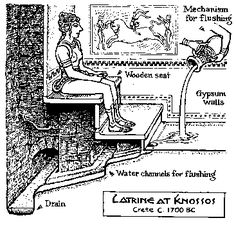 Mechanism
for flushing
Wooden seat
Gypsum
walls
Water channels for flushing
Drain
LATRINE AT KNOSSOS
Crete c. 1700 BC